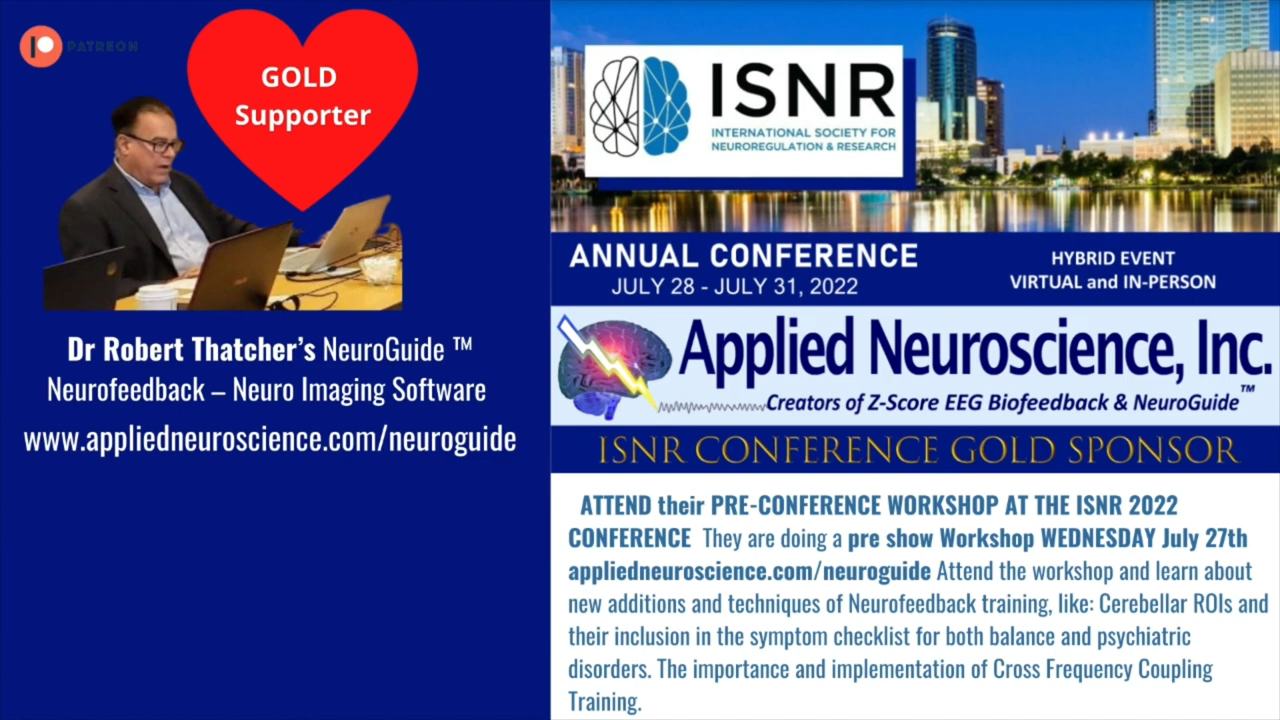 PATREON
GOLD
Supporter
Dr Robert Thatcher's NeuroGuide ™
Neurofeedback – Neuro Imaging Software
www.appliedneuroscience.com/neuroguide
ISNR
INTERNATIONAL SOCIETY FOR
NEUROREGULATION & RESEARCH
ANNUAL CONFERENCE
JULY 28 - JULY 31, 2022
HYBRID EVENT
VIRTUAL and IN-PERSON
Applied Neuroscience, Inc.
Creators of Z-Score EEG Biofeedback & NeuroGuide™
ISNR CONFERENCE GOLD SPONSOR
ATTEND their PRE-CONFERENCE WORKSHOP AT THE ISNR 2022
CONFERENCE They are doing a pre show Workshop WEDNESDAY July 27th
appliedneuroscience.com/neuroguide Attend the workshop and learn about
new additions and techniques of Neurofeedback training, like: Cerebellar ROIs and
their inclusion in the symptom checklist for both balance and psychiatric
disorders. The importance and implementation of Cross Frequency Coupling
Training.